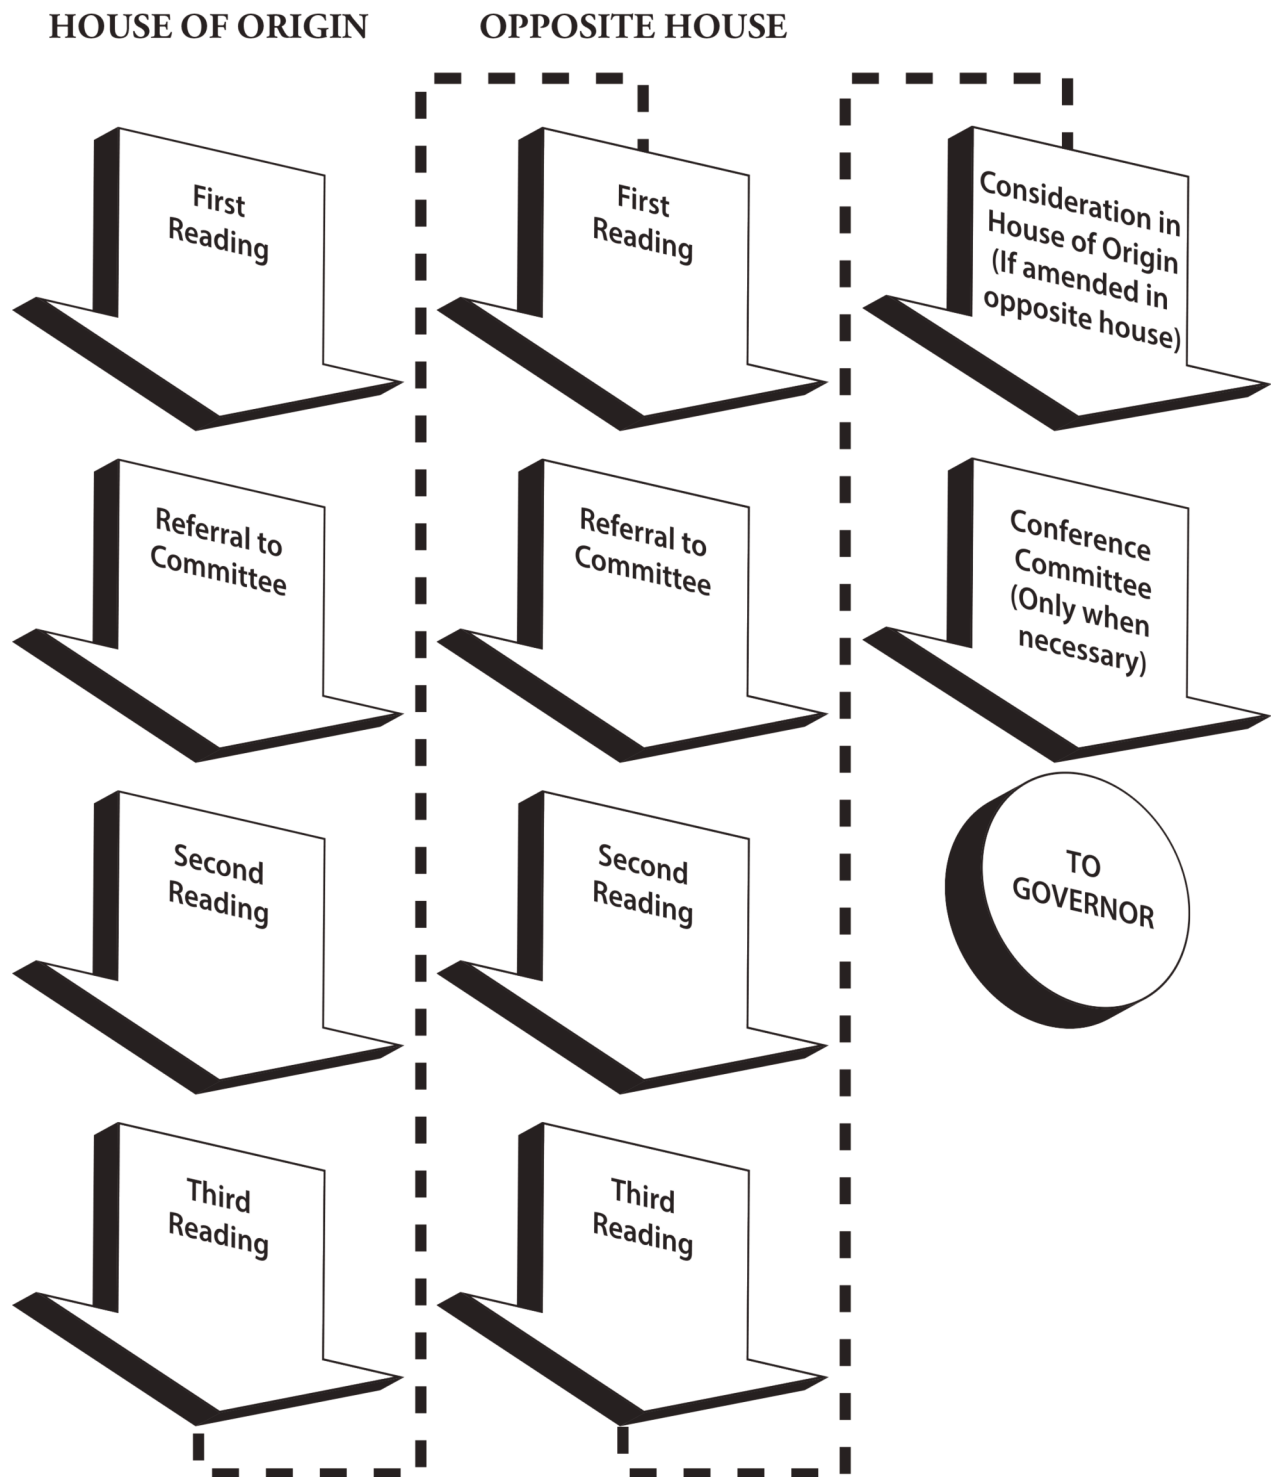 HOUSE OF ORIGIN
First
Reading
Referral to
Committee
Second
Reading
Third
Reading
OPPOSITE HOUSE
First
Reading
Referral to
Committee
Second
Reading
Third
Reading
Consideration in
House of Origin
(If amended in
opposite house)
Conference
Committee
(Only when
necessary)
TO
GOVERNOR